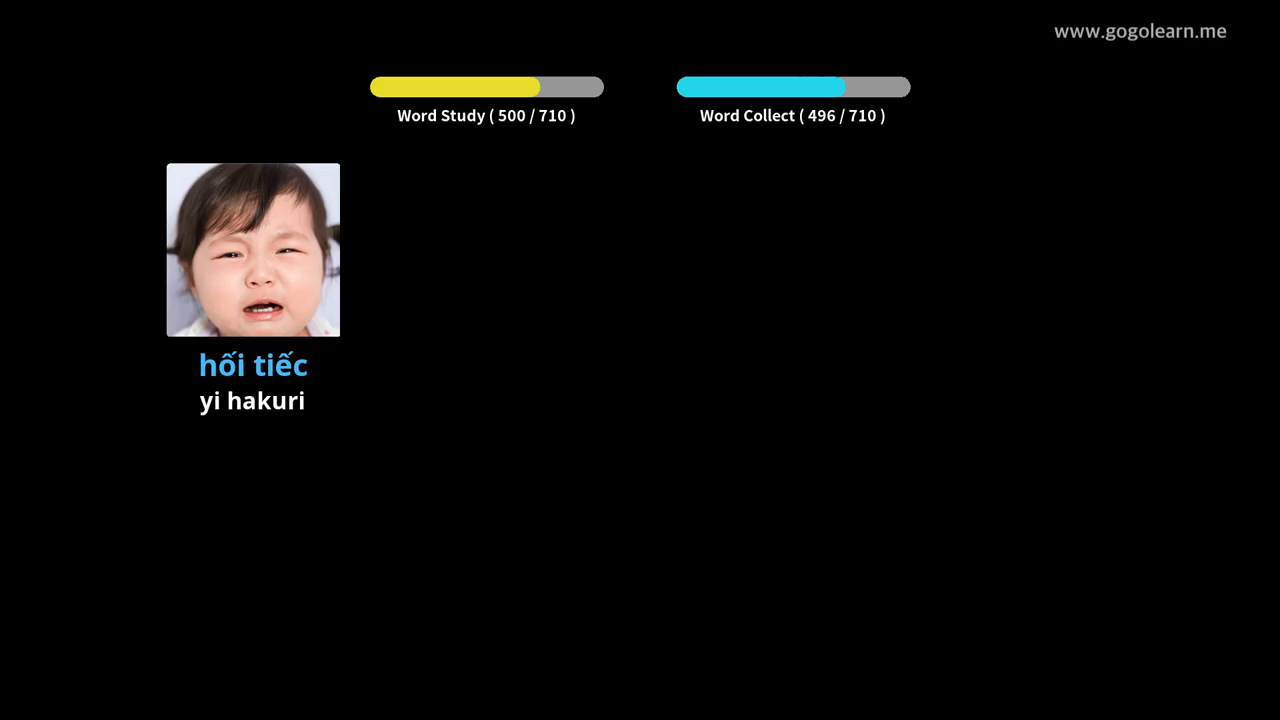 www.gogolearn.me
Word Study ( 500 / 710 )
Word Collect ( 496 / 710 )
hối tiếc
yi hakuri